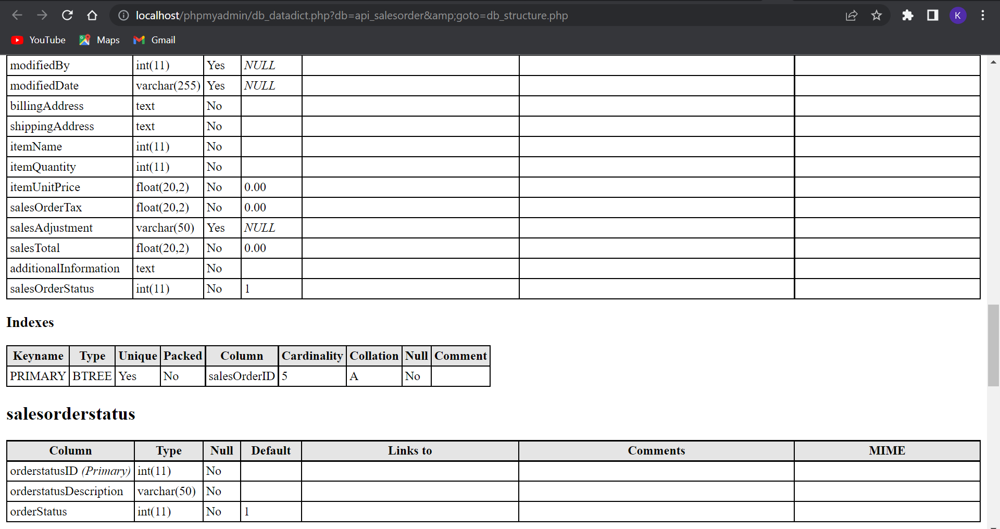 localhost/phpmyadmin/db_datadict.php?db=api_salesorder&amp;goto=db_structure.php
K
YouTube Maps Gmail
modifiedBy int(11) Yes NULL
modifiedDate varchar(255) Yes NULL
billingAddress text No
shippingAddress text No
itemName int(11) No
itemQuantity int(11) No
itemUnitPrice float(20,2) No 0.00
salesOrderTax float(20,2) No 0.00
salesAdjustment varchar(50) Yes NULL
salesTotal float(20,2) No 0.00
additionalInformation text No
salesOrderStatus int(11) No 1
Indexes
Keyname Type Unique Packed Column Cardinality Collation Null Comment
PRIMARY BTREE Yes No salesOrderID 5 A No
salesorderstatus
Column Type Null Default Links to Comments MIME
orderstatusID (Primary) int(11) No
orderstatusDescription varchar(50) No
orderStatus int(11) No 1